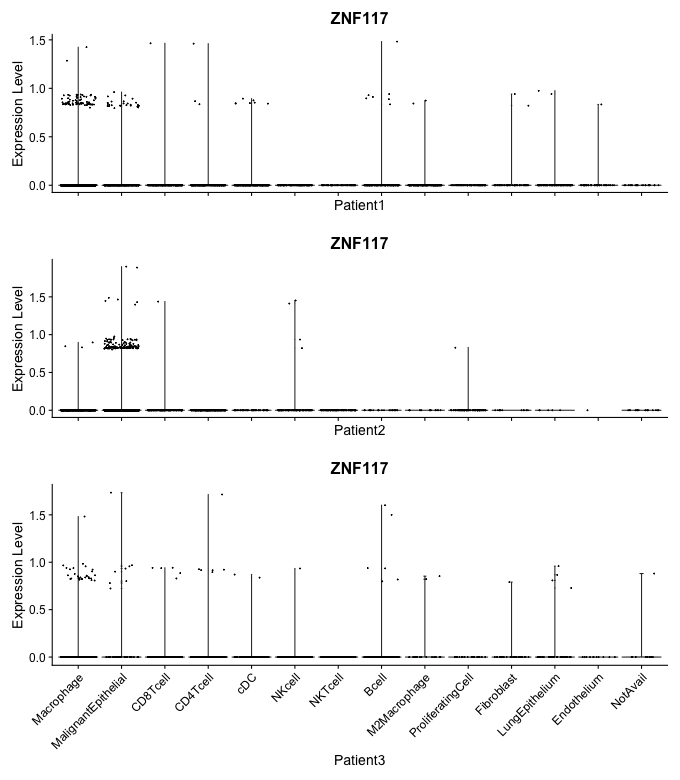 ZNF117
Expression Level
1.5
1.0
0.5
0.0
Patient1
ZNF117
Expression Level
1.5
1.0
0.5
0.0
Patient2
ZNF117
Expression Level
1.5
1.0
0.5
0.0
Macrophage
MalignantEpithelial
CD8Tcell
CD4Tcell
cDC
NKcell
NKTcell
Bcell
M2Macrophage
ProliferatingCell
Fibroblast
LungEpithelium
Endothelium
NotAvail
Patient3